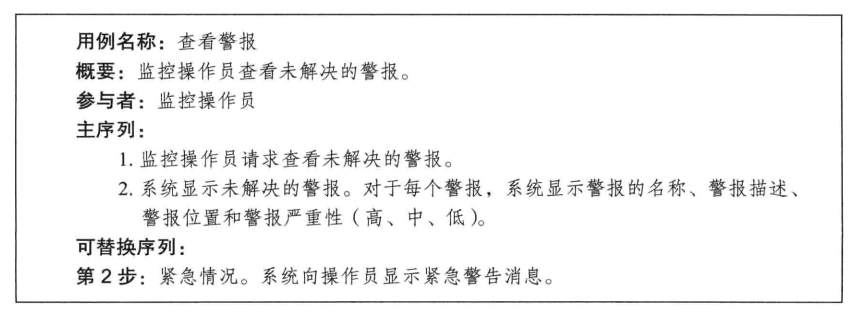 用例名称：查看警报
概要：监控操作员查看未解决的警报。
参与者：监控操作员
主序列：
1. 监控操作员请求查看未解决的警报。
2. 系统显示未解决的警报。对于每个警报，系统显示警报的名称、警报描述、
警报位置和警报严重性（高、中、低）。
可替换序列：
第2步：紧急情况。系统向操作员显示紧急警告消息。